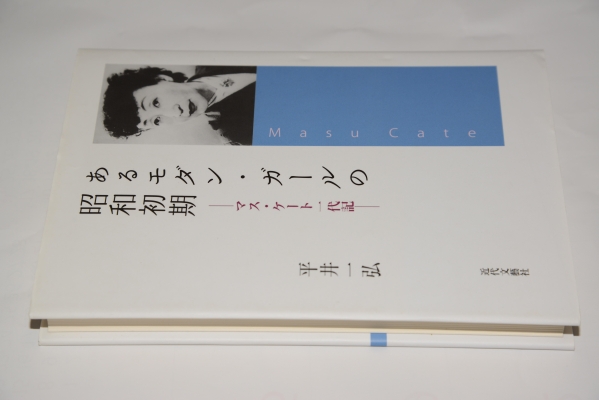 Masu Cate
あるモダン・ガールの
昭和初期
―マス・ケート一代記―
平井一弘
近代文藝社